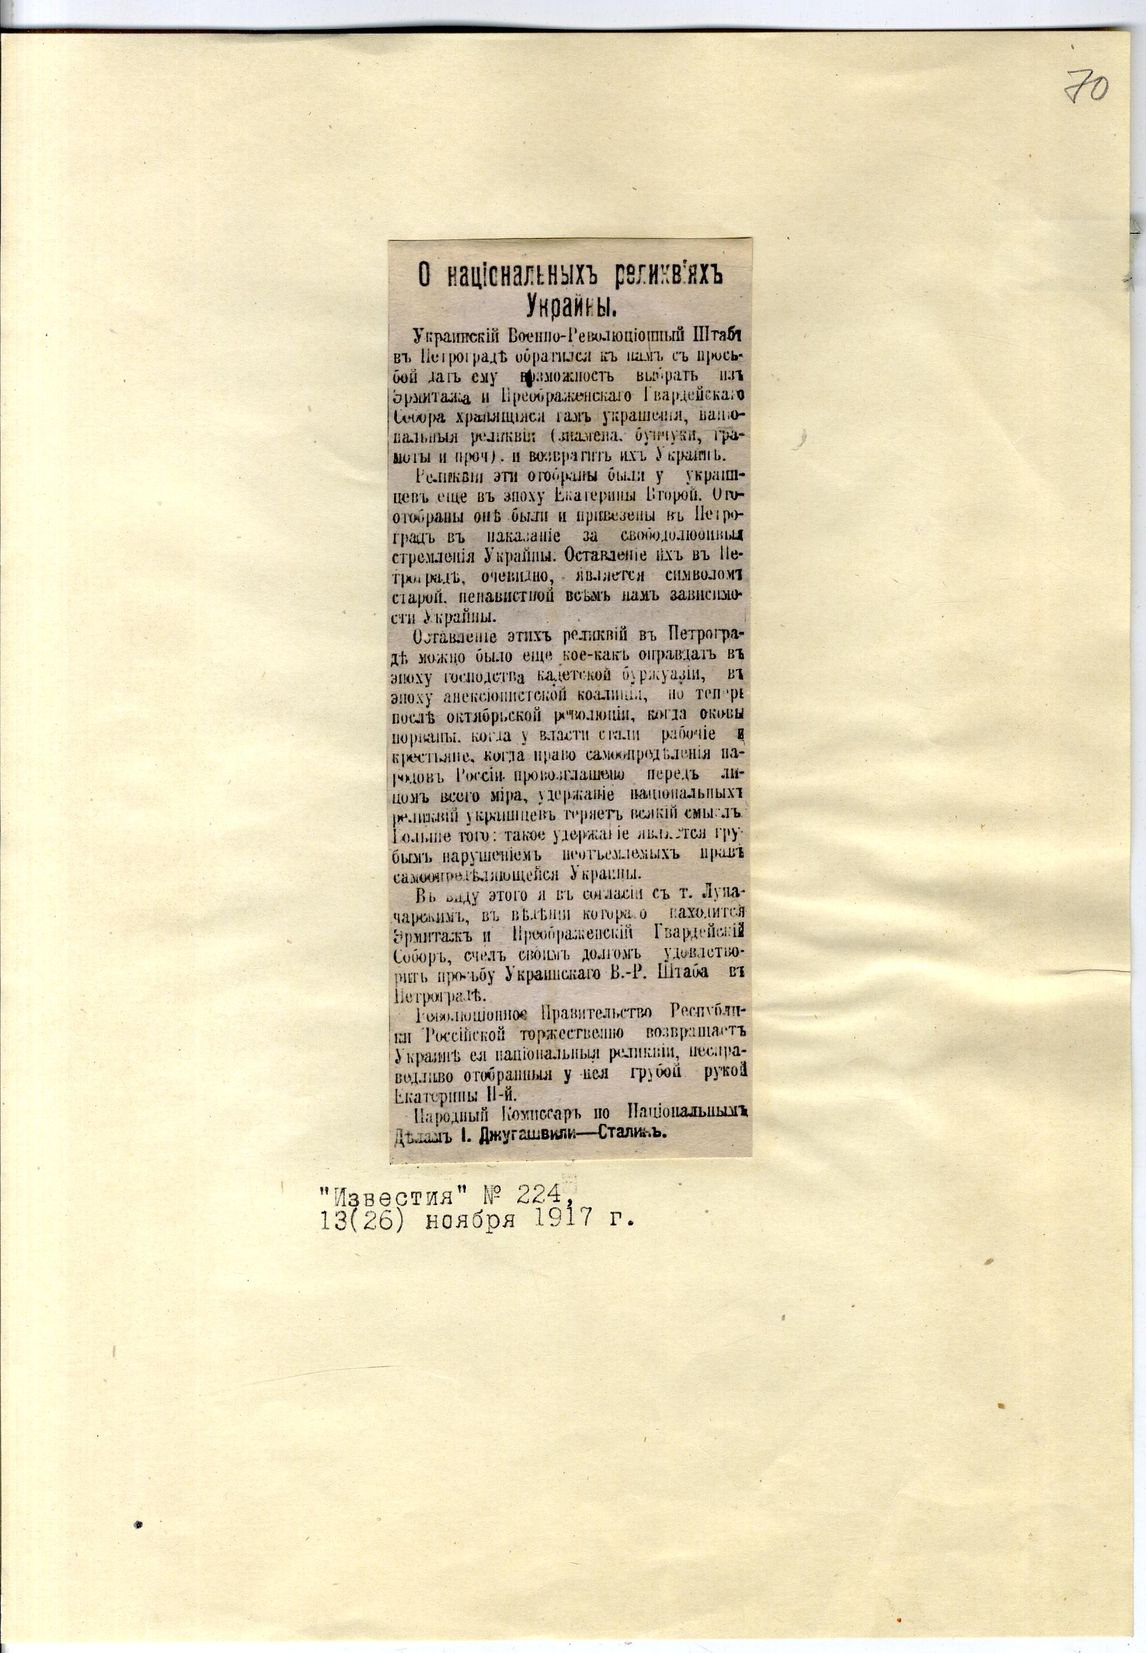 70
О націснальныхъ реликвіяхъ
Украйны.
Украинскій Военно-Революціонный Штабъ
въ Петроградѣ обратился къ намъ съ прось-
бой дать ему возможность выбрать изъ
Эрмитажа и Преображенскаго Гвардейскаго
Собора хранящіяся тамъ украшенія, націо-
нальныя реликвіи (знамена, бунчуки, гра-
моты и проч). и возвратить ихъ Украинѣ.
Реликвіи эти отобраны были у украин-
цевъ еще въ эпоху Екатерины Второй. Ото-
отобраны онѣ были и привезены въ Петро-
градъ въ наказаніе за свободолюбивыя
стремленія Украйны. Оставленіе ихъ въ Пе-
троградѣ, очевидно, является символомъ
старой, ненавистной всѣмъ намъ зависимо-
сти Украйны.
Оставленіе этихъ реликвій въ Петрогра-
дѣ можно было еще кое-какъ оправдать въ
эпоху господства кадетской буржуазіи, въ
эпоху анексіонистской коалиціи, но теперь
послѣ октябрьской революціи, когда оковы
порваны, когда у власти стали рабочіе и
крестьяне, когда право самоопредѣленія на-
родовъ Россіи провозглашено передъ ли-
цомъ всего міра, удержаніе національныхъ
реликвій украинцевъ теряетъ всякій смыслъ.
Больше того: такое удержаніе является гру-
бымъ нарушеніемъ неотъемлемыхъ правъ
самоопредѣляющейся Украины.
Въ виду этого я въ согласіи съ т. Луна-
чарскимъ, въ вѣдѣніи котораго находится
Эрмитажъ и Преображенскій Гвардейскій
Соборъ, счелъ своимъ долгомъ удовлетво-
рить просьбу Украинскаго В.-Р. Штаба въ
Петроградѣ.
Революціонное Правительство Республи-
ки Россійской торжественно возвращаетъ
Украинѣ ея національныя реликвіи, неспра-
ведливо отобранныя у нея грубой рукой
Екатерины II-й.
Народный Комиссаръ по Національнымъ
Дѣламъ І. Джугашвили—Сталинъ.
"Известия" № 224,
13(26) ноября 1917 г.